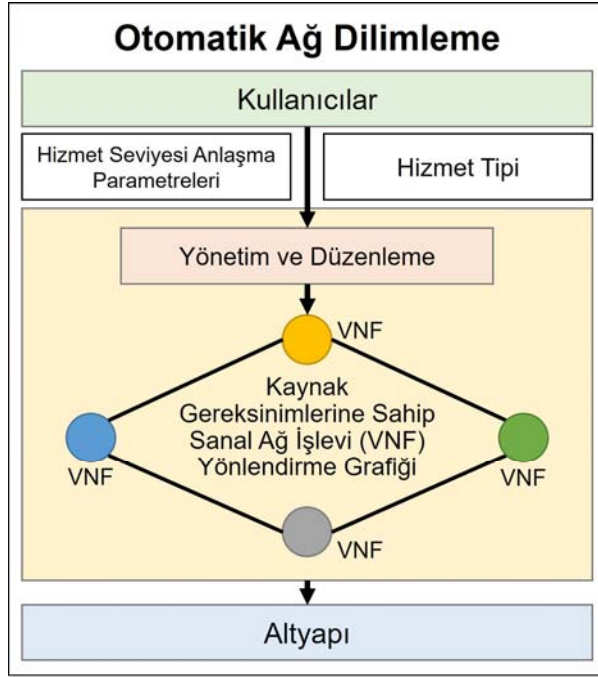 Otomatik Ağ Dilimleme
Kullanıcılar
Hizmet Seviyesi Anlaşma
Parametreleri
Hizmet Tipi
Yönetim ve Düzenleme
VNF
Kaynak
Gereksinimlerine Sahip
Sanal Ağ İşlevi (VNF)
Yönlendirme Grafiği
VNF
VNF
VNF
Altyapı